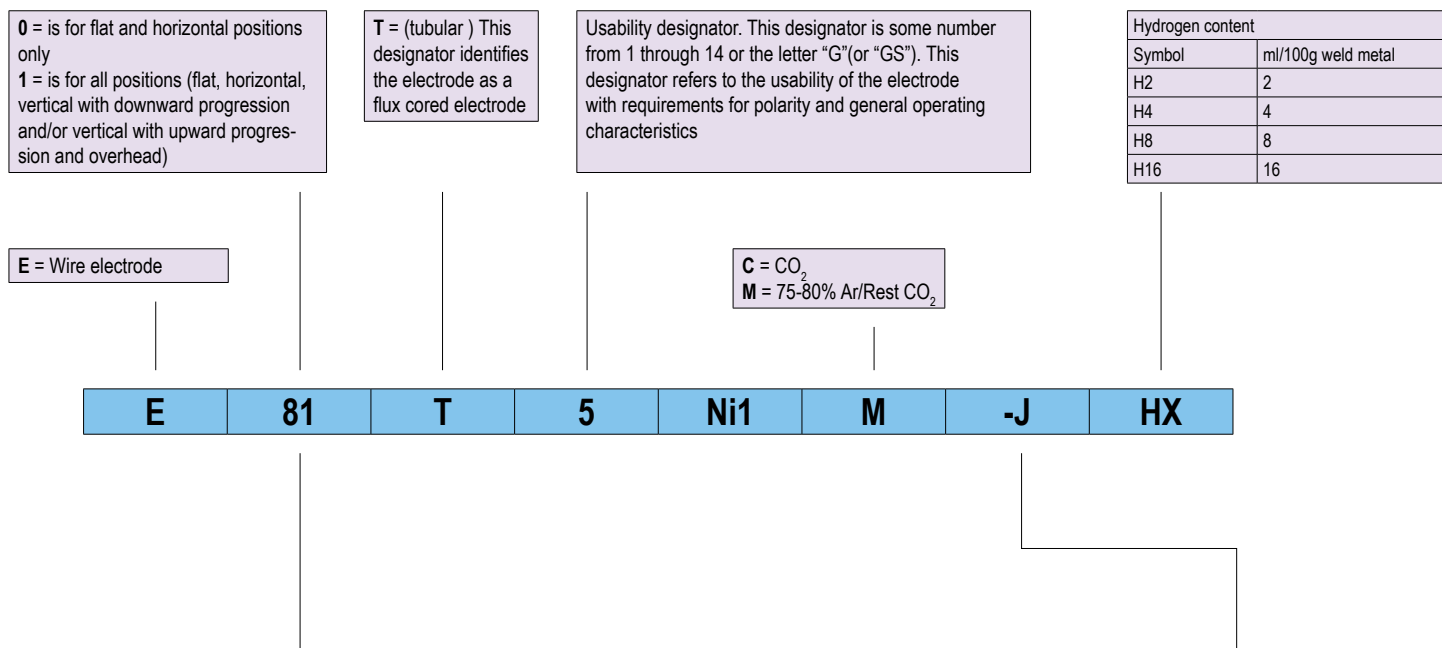 0 = is for flat and horizontal positions
only
1 = is for all positions (flat, horizontal,
vertical with downward progression
and/or vertical with upward progres-
sion and overhead)
T = (tubular ) This
designator identifies
the electrode as a
flux cored electrode
Usability designator. This designator is some number
from 1 through 14 or the letter “G”(or “GS”). This
designator refers to the usability of the electrode
with requirements for polarity and general operating
characteristics
Hydrogen content
Symbol ml/100g weld metal
H2 2
H4 4
H8 8
H16 16
E = Wire electrode
C = CO2
M = 75-80% Ar/Rest CO2
E 81 T 5 Ni1 M -J HX